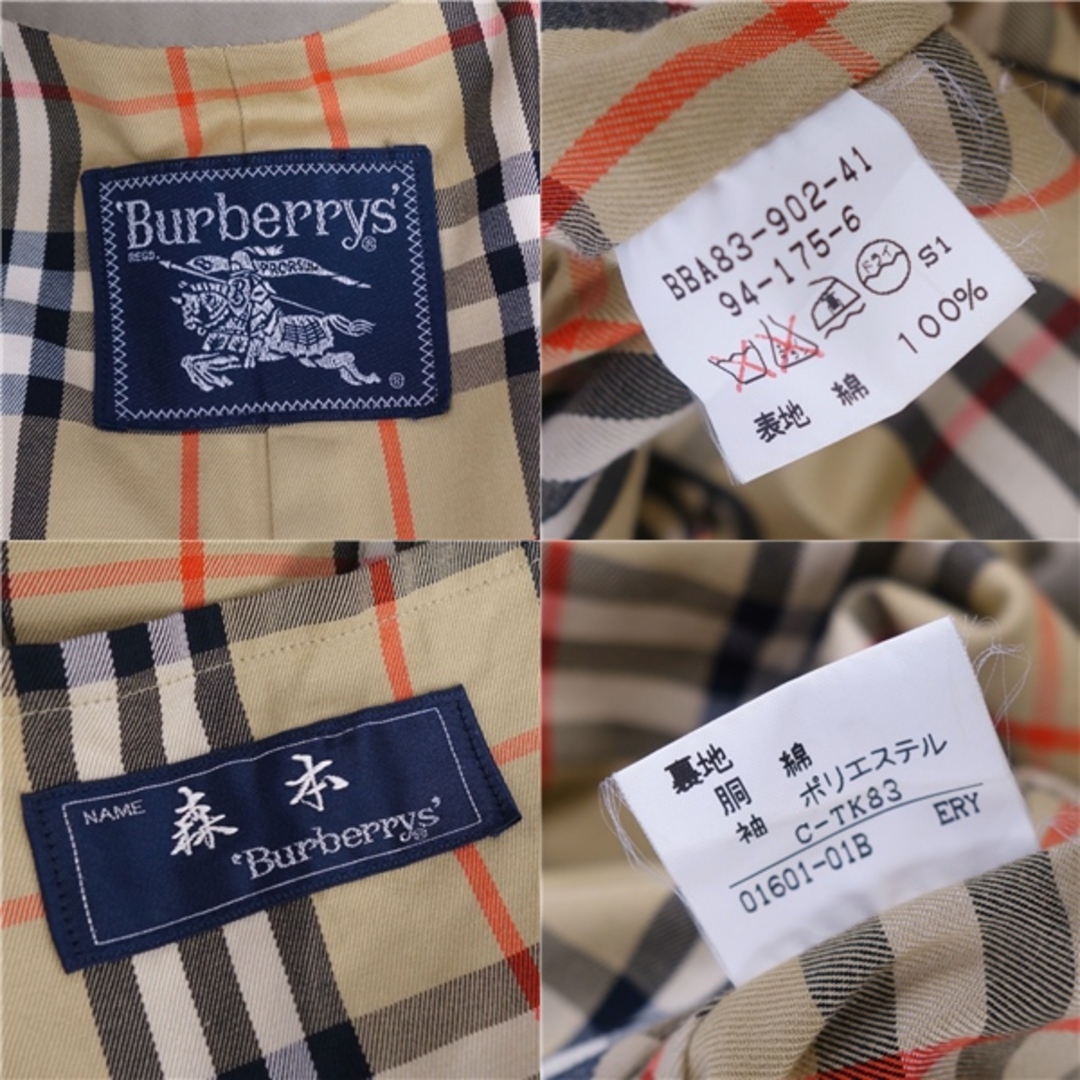 'Burberrys'®
REGD.
PRORSUM
®
BBA83-902-41
94-175-6
ドライ
S1
表地 綿 100%
NAME
森本
'Burberrys'®
裏地
胴 綿
袖 ポリエステル
C-TK83
01601-01B ERY